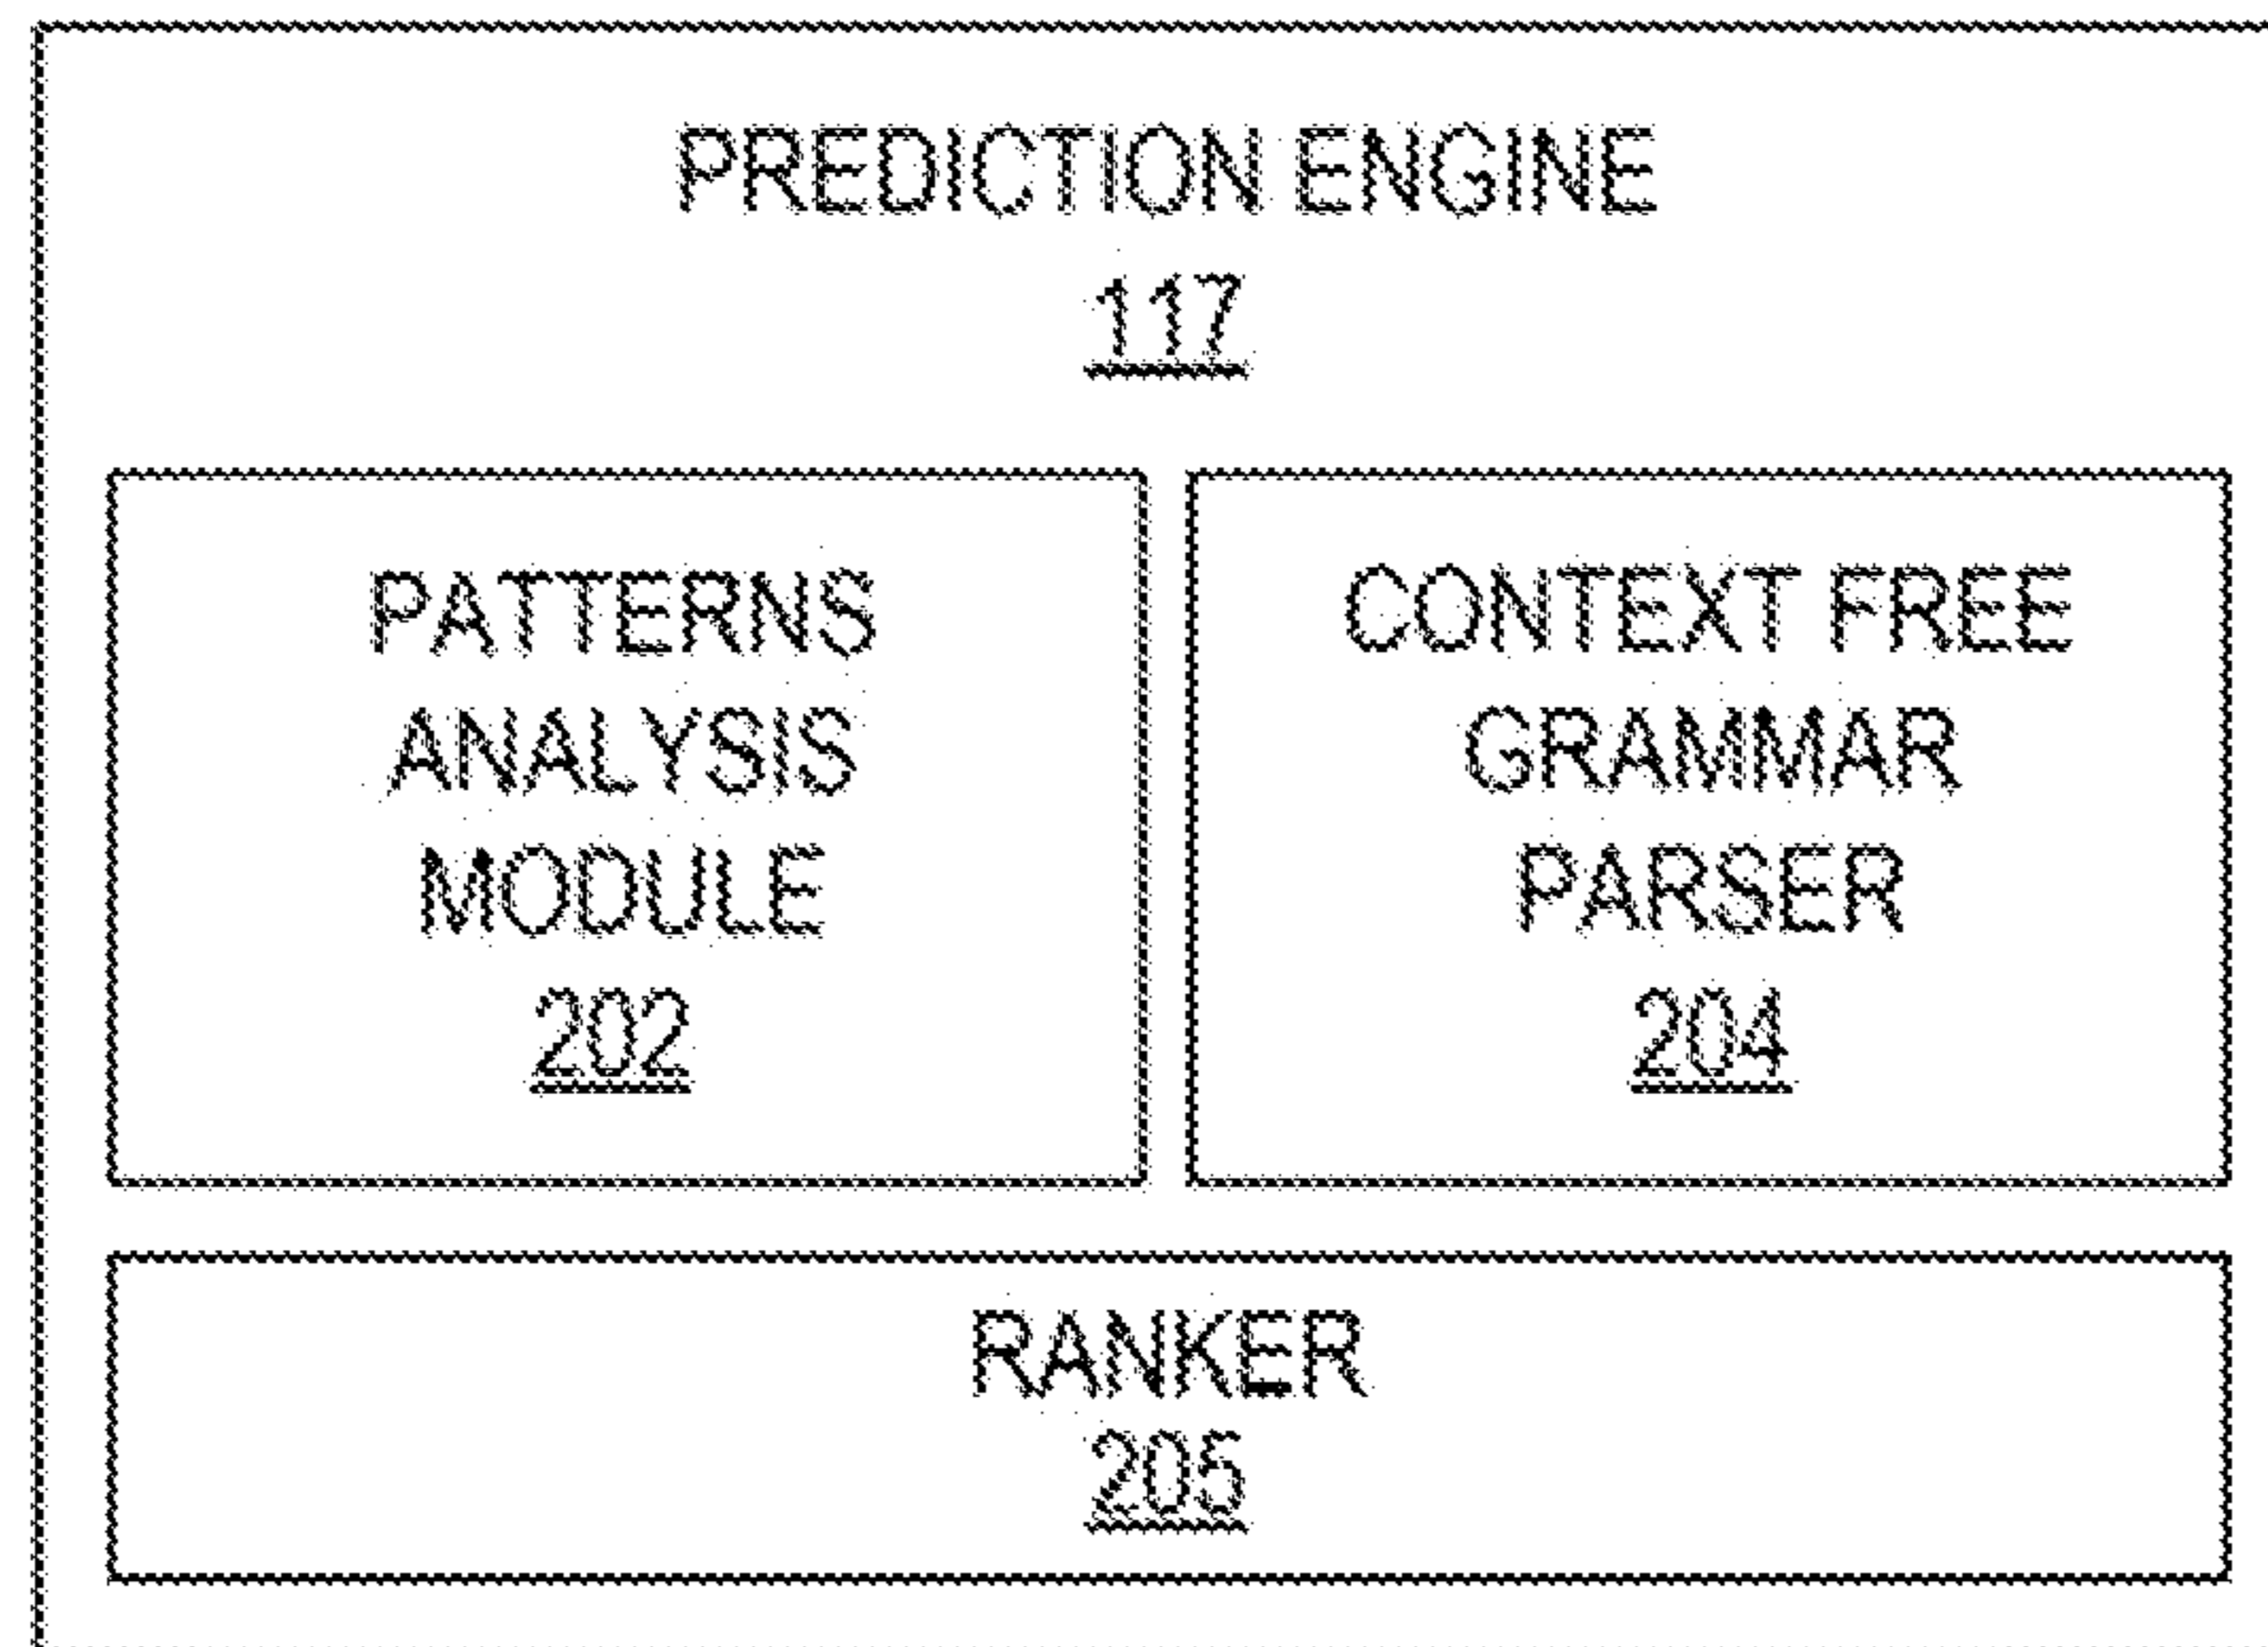 PREDICTION ENGINE
117
PATTERNS
ANALYSIS
MODULE
202
CONTEXT FREE
GRAMMAR
PARSER
204
RANKER
205